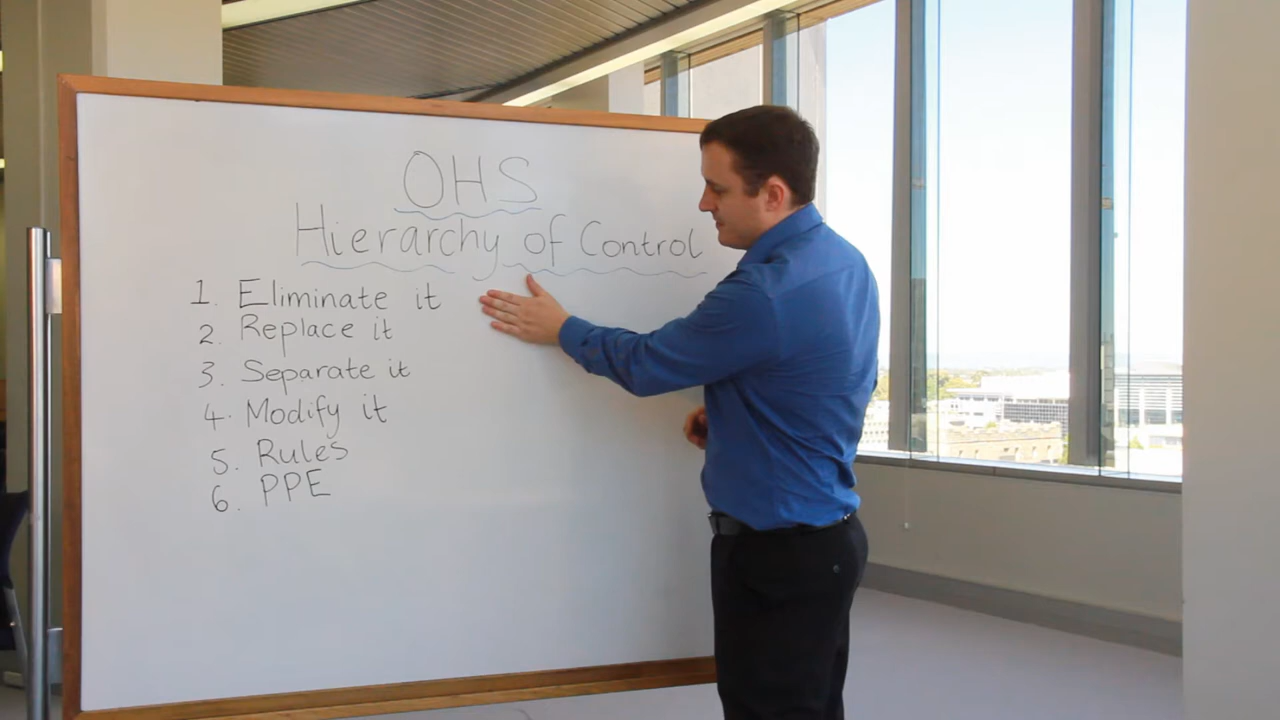 OHS
Hierarchy of Control
1. Eliminate it
2. Replace it
3. Separate it
4. Modify it
5. Rules
6. PPE